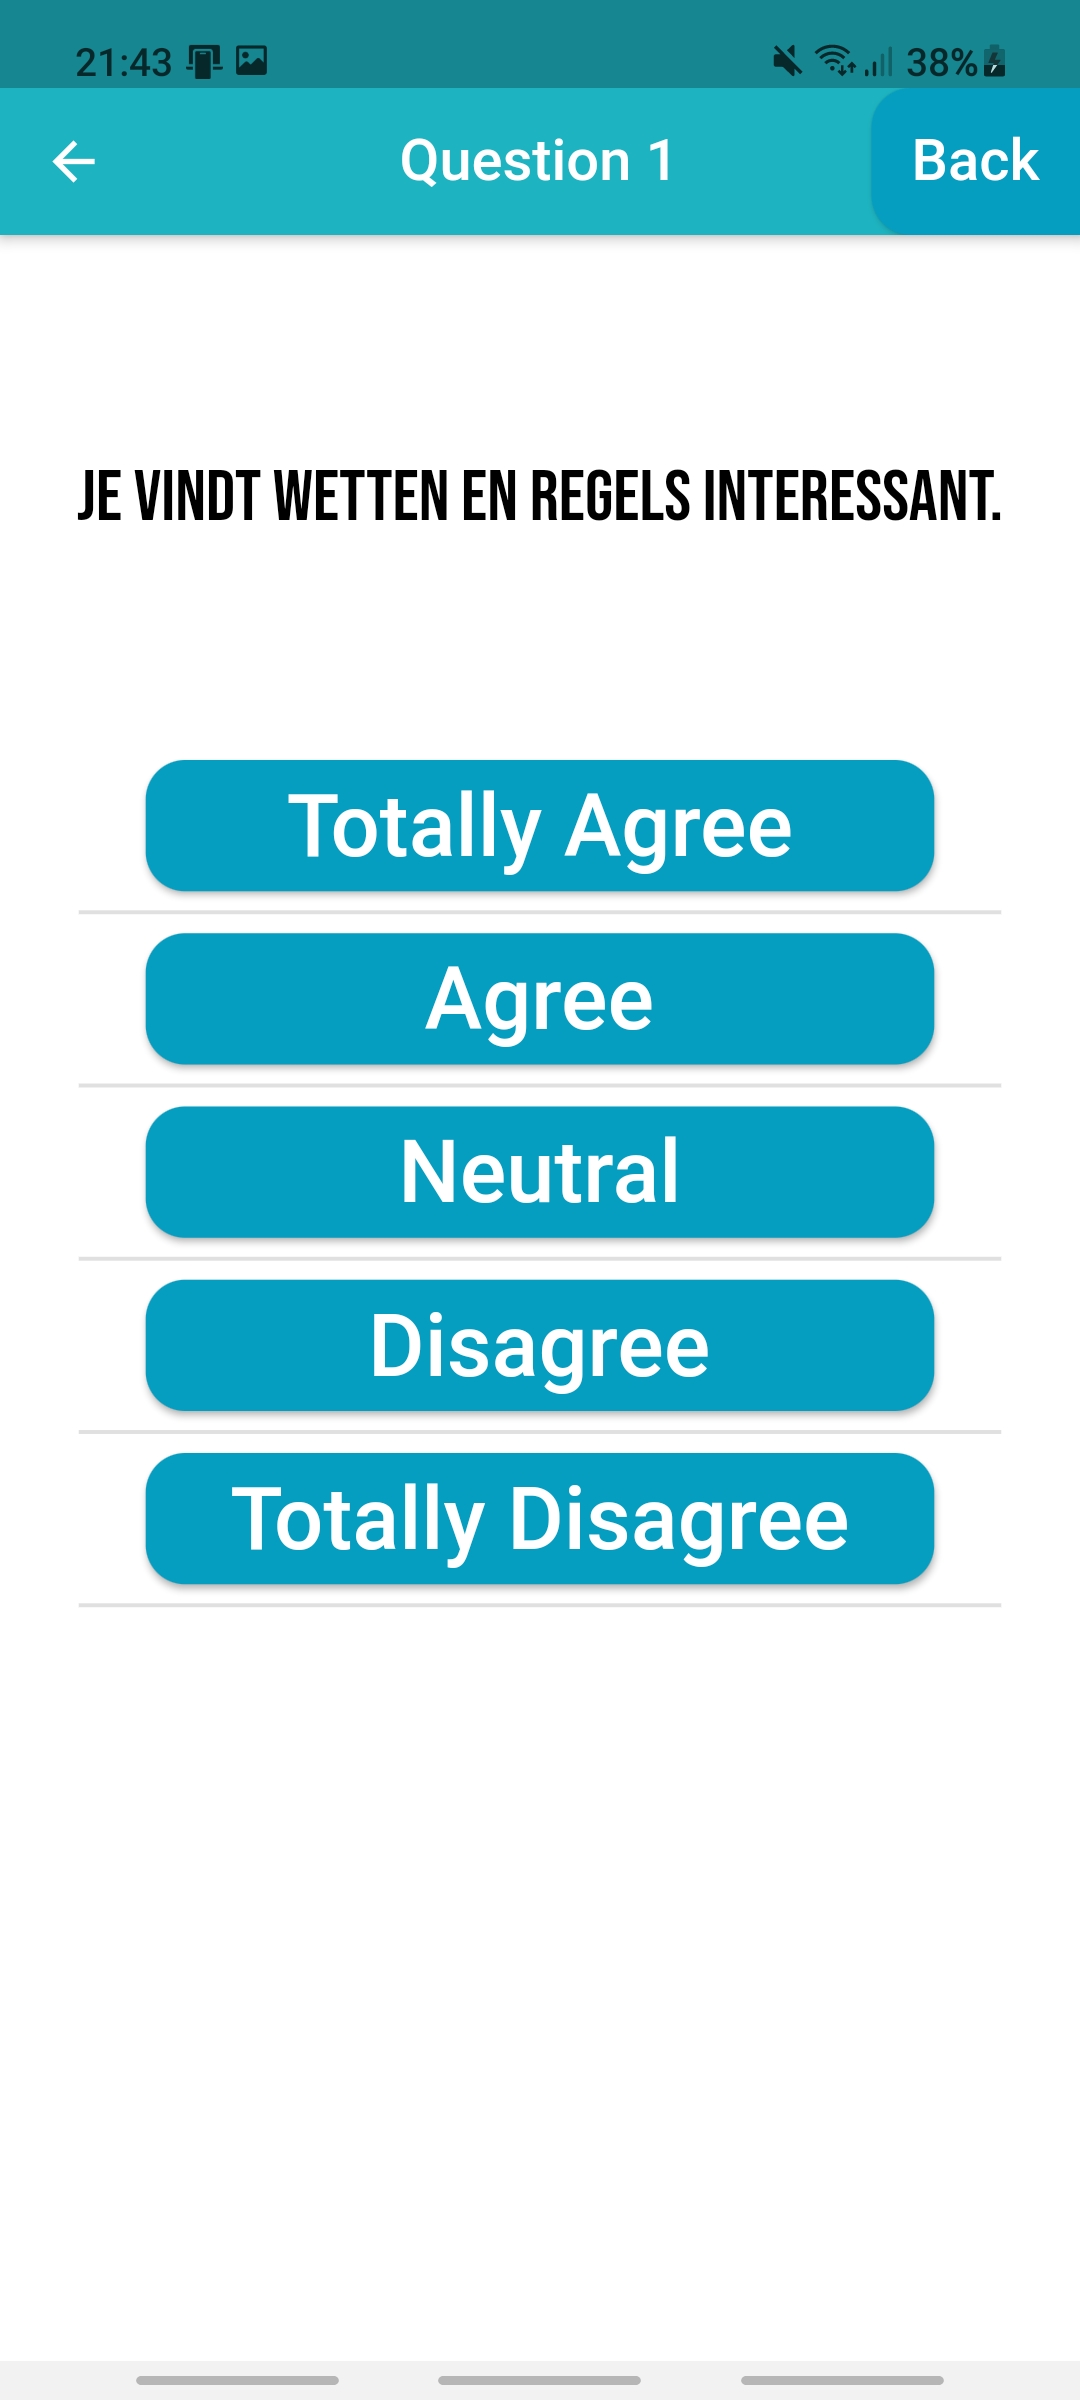 21:43 38%
Question 1 Back
JE VINDT WETTEN EN REGELS INTERESSANT.
Totally Agree
Agree
Neutral
Disagree
Totally Disagree